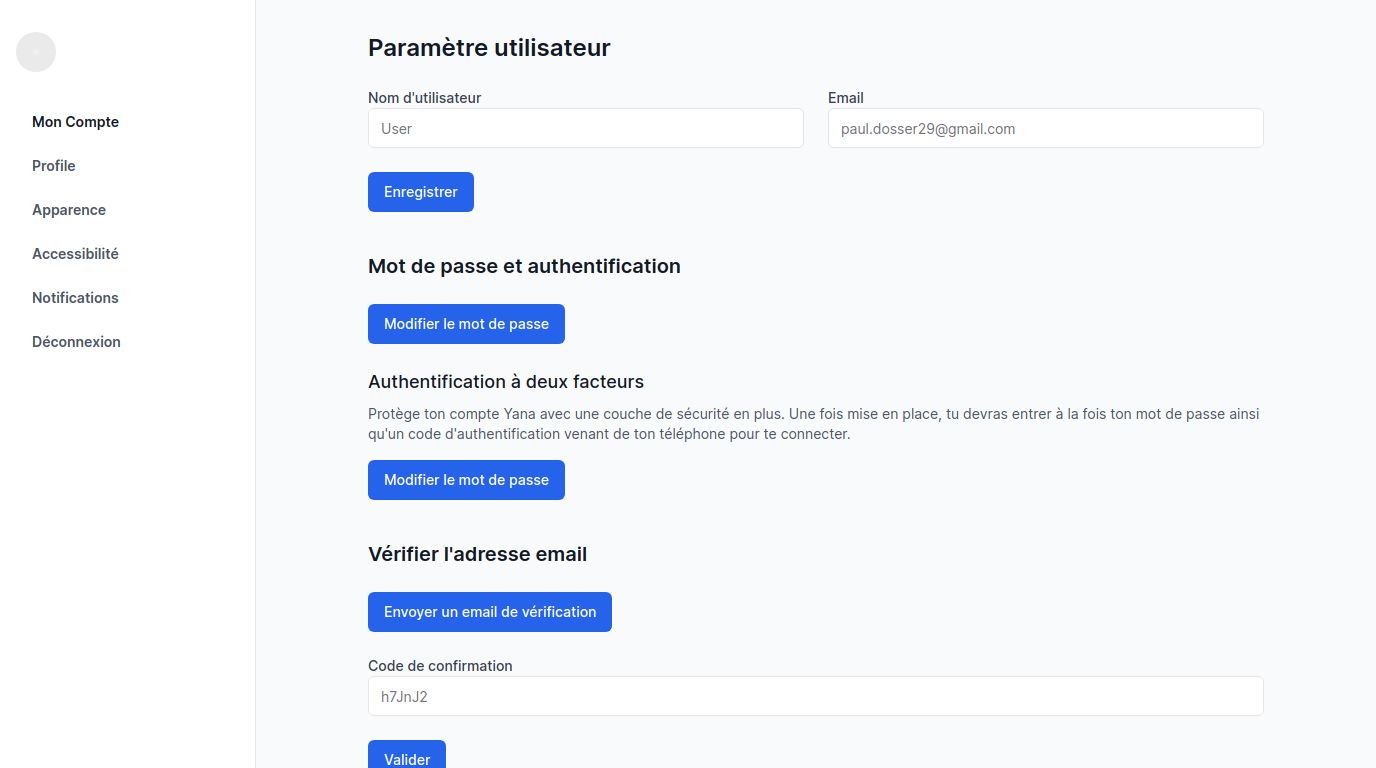 Mon Compte
Profile
Apparence
Accessibilité
Notifications
Déconnexion
Paramètre utilisateur
Nom d'utilisateur
User
Email
paul.dosser29@gmail.com
Enregistrer
Mot de passe et authentification
Modifier le mot de passe
Authentification à deux facteurs
Protège ton compte Yana avec une couche de sécurité en plus. Une fois mise en place, tu devras entrer à la fois ton mot de passe ainsi
qu'un code d'authentification venant de ton téléphone pour te connecter.
Modifier le mot de passe
Vérifier l'adresse email
Envoyer un email de vérification
Code de confirmation
h7JnJ2
Valider